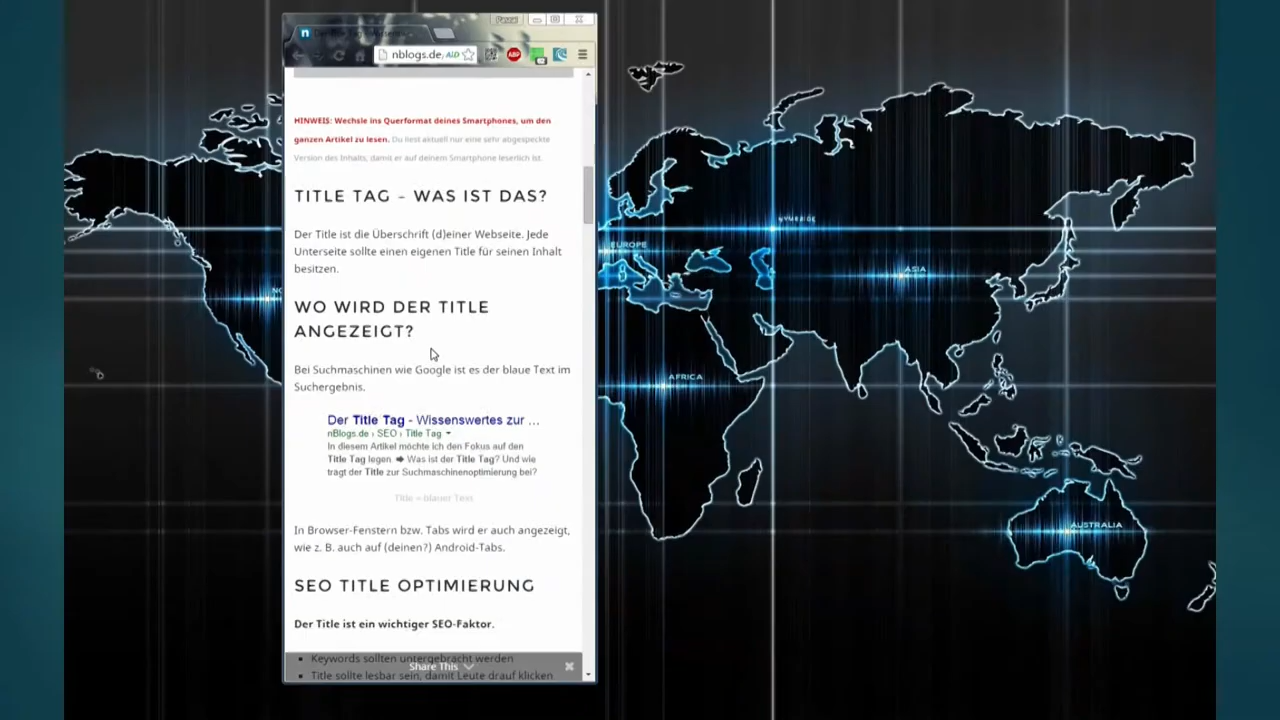 Pascal
nblogs.de
ABP
HINWEIS: Wechsle ins Querformat deines Smartphones, um den
ganzen Artikel zu lesen. Du liest aktuell nur eine sehr abgespeckte
Version des Inhalts, damit er auf deinem Smartphone leserlich ist.
TITLE TAG – WAS IST DAS?
Der Title ist die Überschrift (d)einer Webseite. Jede
Unterseite sollte einen eigenen Title für seinen Inhalt
besitzen.
WO WIRD DER TITLE
ANGEZEIGT?
Bei Suchmaschinen wie Google ist es der blaue Text im
Suchergebnis.
Der Title Tag - Wissenswertes zur ...
nBlogs.de › SEO › Title Tag
In diesem Artikel möchte ich den Fokus auf den
Title Tag legen ➡ Was ist der Title Tag? Und wie
trägt der Title zur Suchmaschinenoptimierung bei?
Title = blauer Text
In Browser-Fenstern bzw. Tabs wird er auch angezeigt,
wie z. B. auch auf (deinen?) Android-Tabs.
SEO TITLE OPTIMIERUNG
Der Title ist ein wichtiger SEO-Faktor.
Keywords sollten untergebracht werden
Share This
Title sollte lesbar sein, damit Leute drauf klicken
EUROPE
ASIA
AFRICA
AUSTRALIA